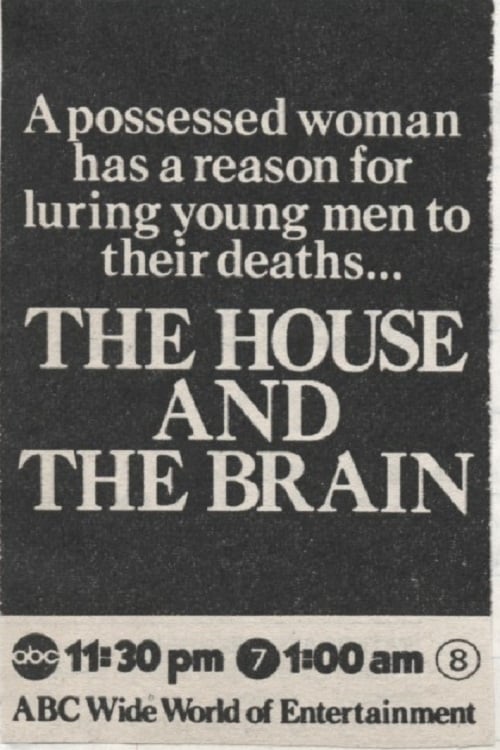 A possessed woman
has a reason for
luring young men to
their deaths...
THE HOUSE
AND
THE BRAIN
abc 11:30 pm 7 1:00 am 8
ABC Wide World of Entertainment